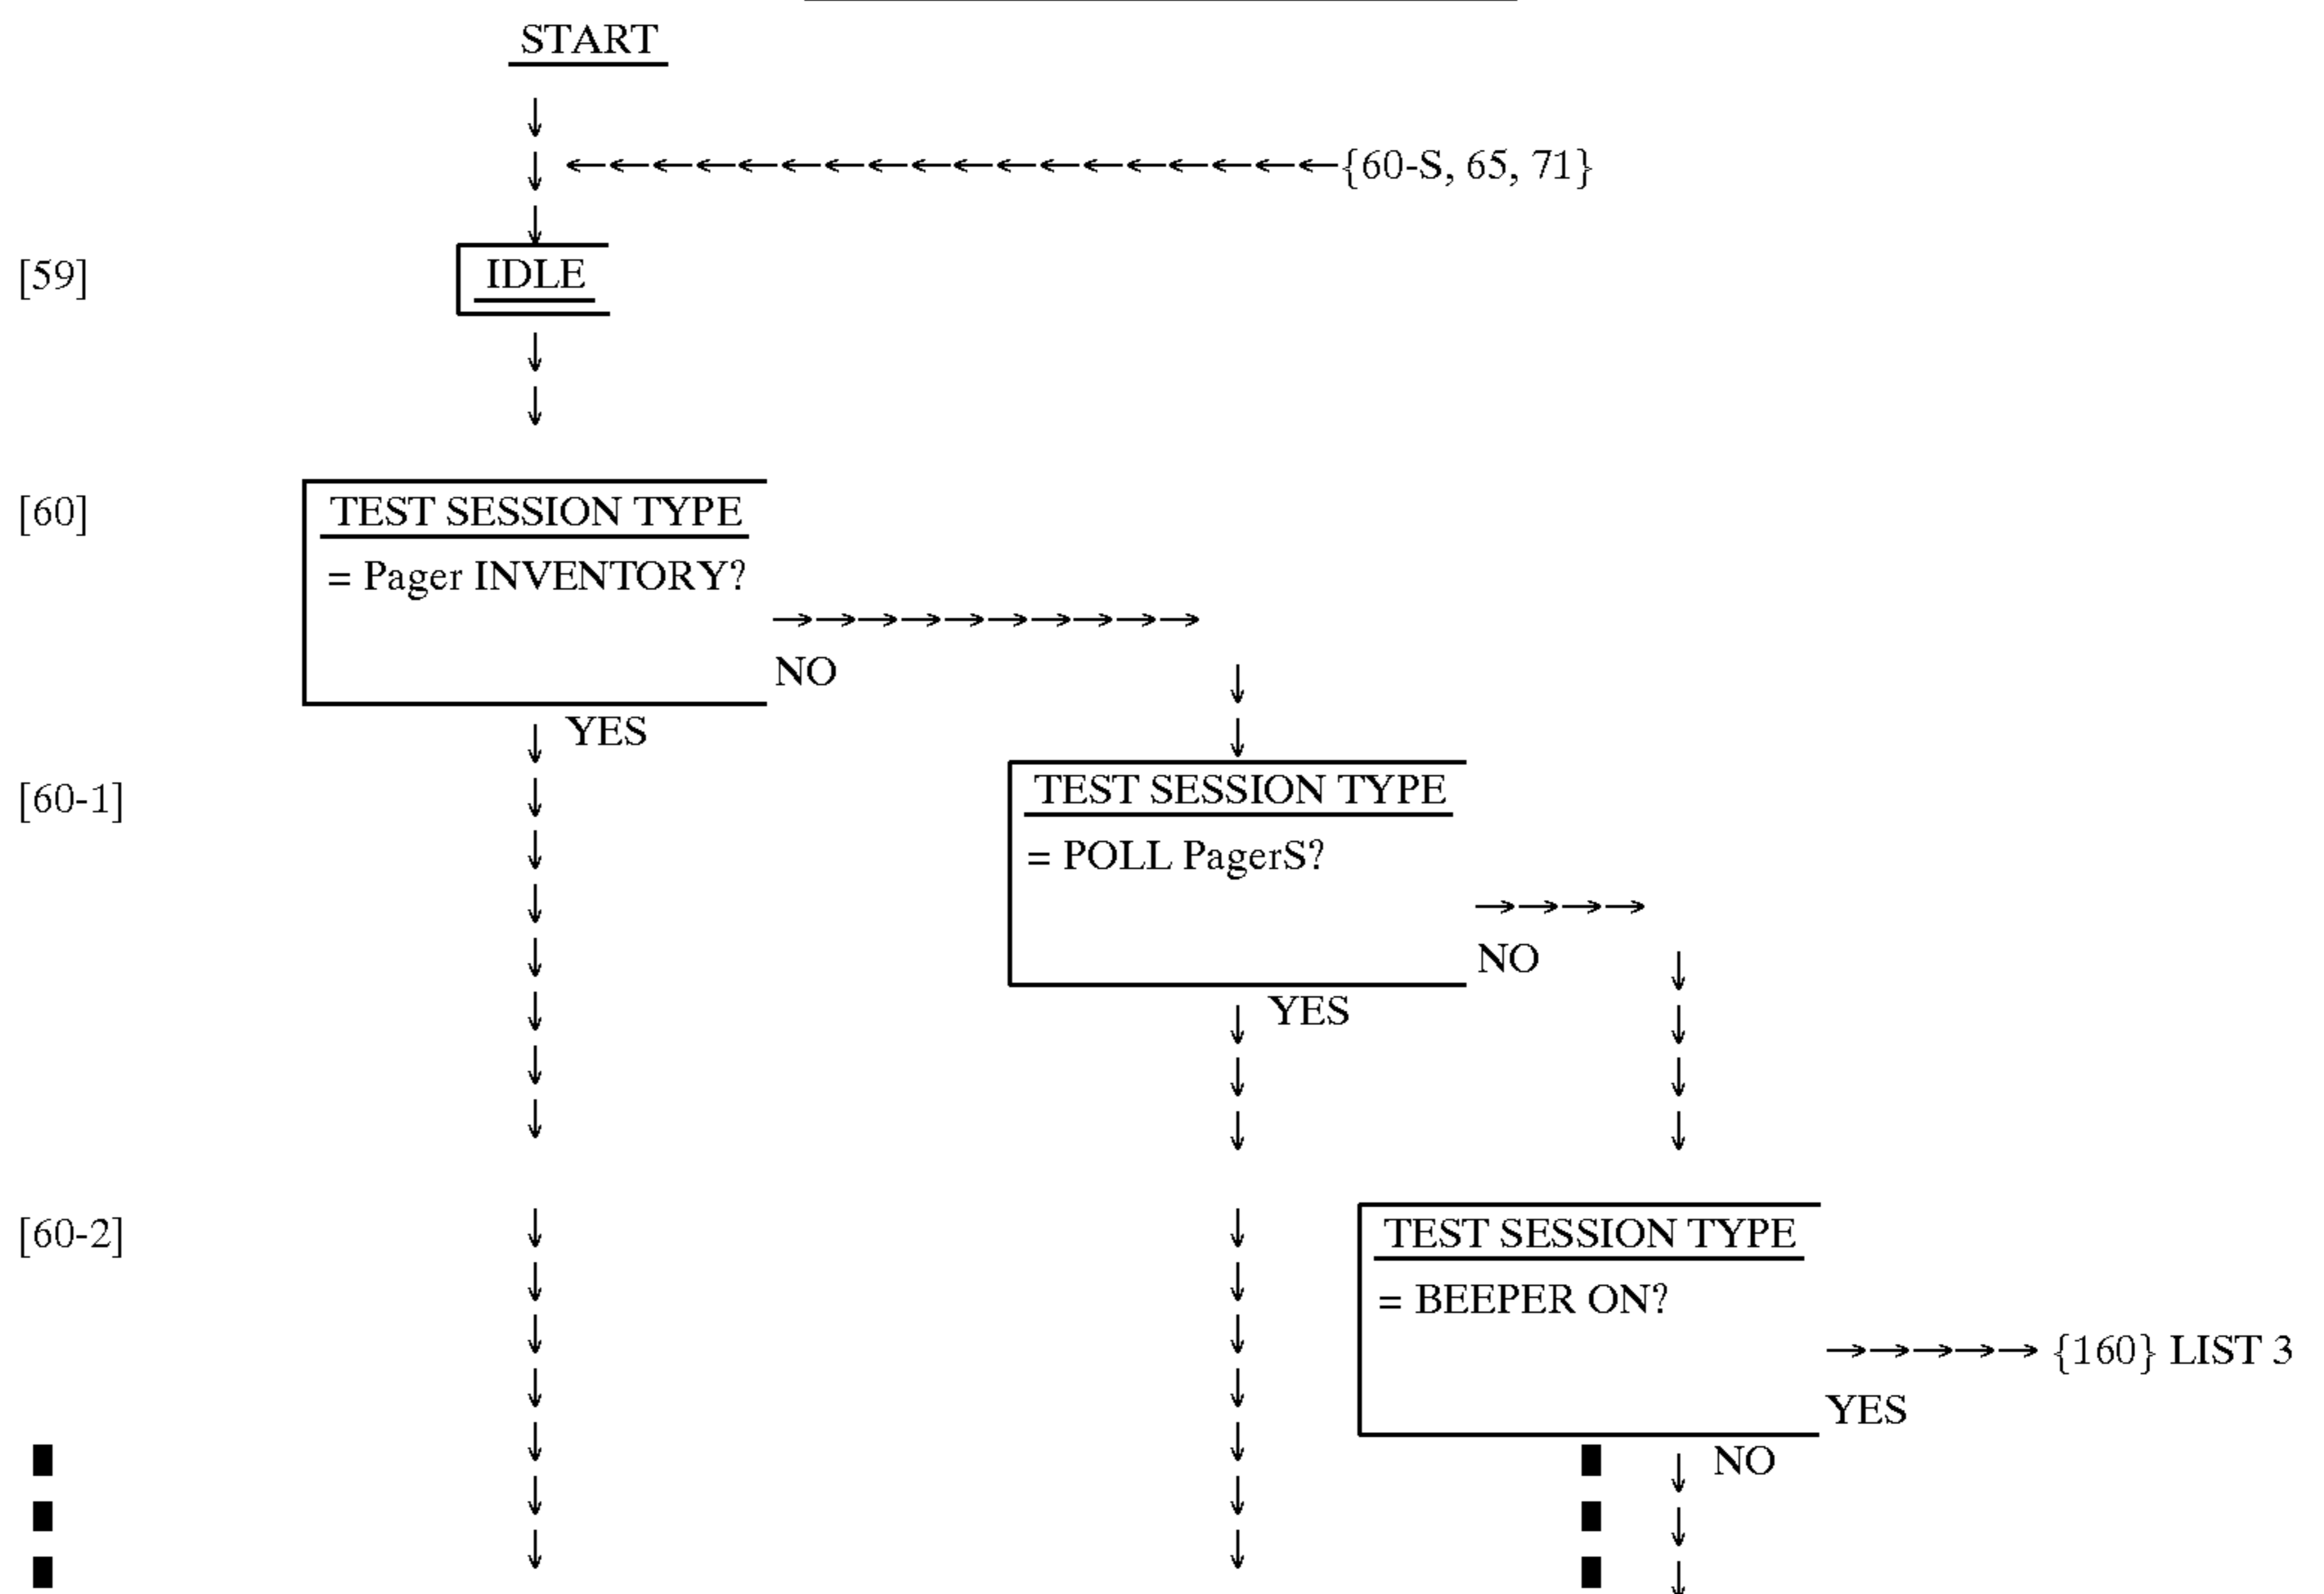 START
{60-S, 65, 71}
[59]
IDLE
[60]
TEST SESSION TYPE
= Pager INVENTORY?
NO
YES
[60-1]
TEST SESSION TYPE
= POLL PagerS?
NO
YES
[60-2]
TEST SESSION TYPE
= BEEPER ON?
{160} LIST 3
YES
NO